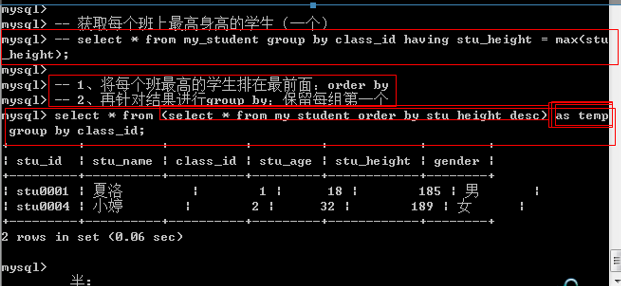 mysql>
mysql> -- 获取每个班上最高身高的学生（一个）
mysql> -- select * from my_student group by class_id having stu_height = max(stu
_height);
mysql>
mysql> -- 1、将每个班最高的学生排在最前面：order by
mysql> -- 2、再针对结果进行group by：保留每组第一个
mysql> select * from (select * from my_student order by stu_height desc) as temp
group by class_id;
+---------+----------+----------+---------+------------+--------+
| stu_id | stu_name | class_id | stu_age | stu_height | gender |
+---------+----------+----------+---------+------------+--------+
| stu0001 | 夏洛 | 1 | 18 | 185 | 男 |
| stu0004 | 小婷 | 2 | 32 | 189 | 女 |
+---------+----------+----------+---------+------------+--------+
2 rows in set (0.06 sec)
mysql>
半：